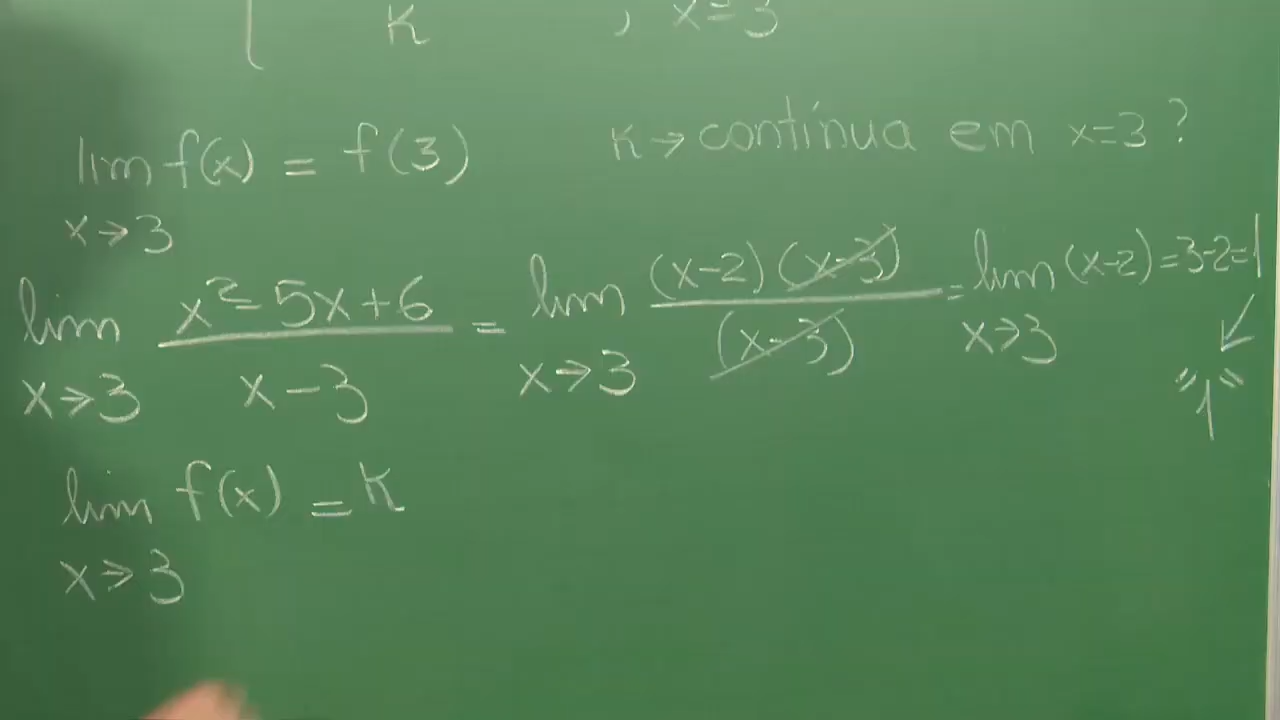 K , x=3
lim f(x) = f(3)
x→3
K → contínua em x=3 ?
lim x²-5x+6 / x-3 = lim (x-2)(x-3) / (x-3) = lim (x-2) = 3-2=1
x→3 x→3 x→3
"1"
lim f(x) = K
x→3